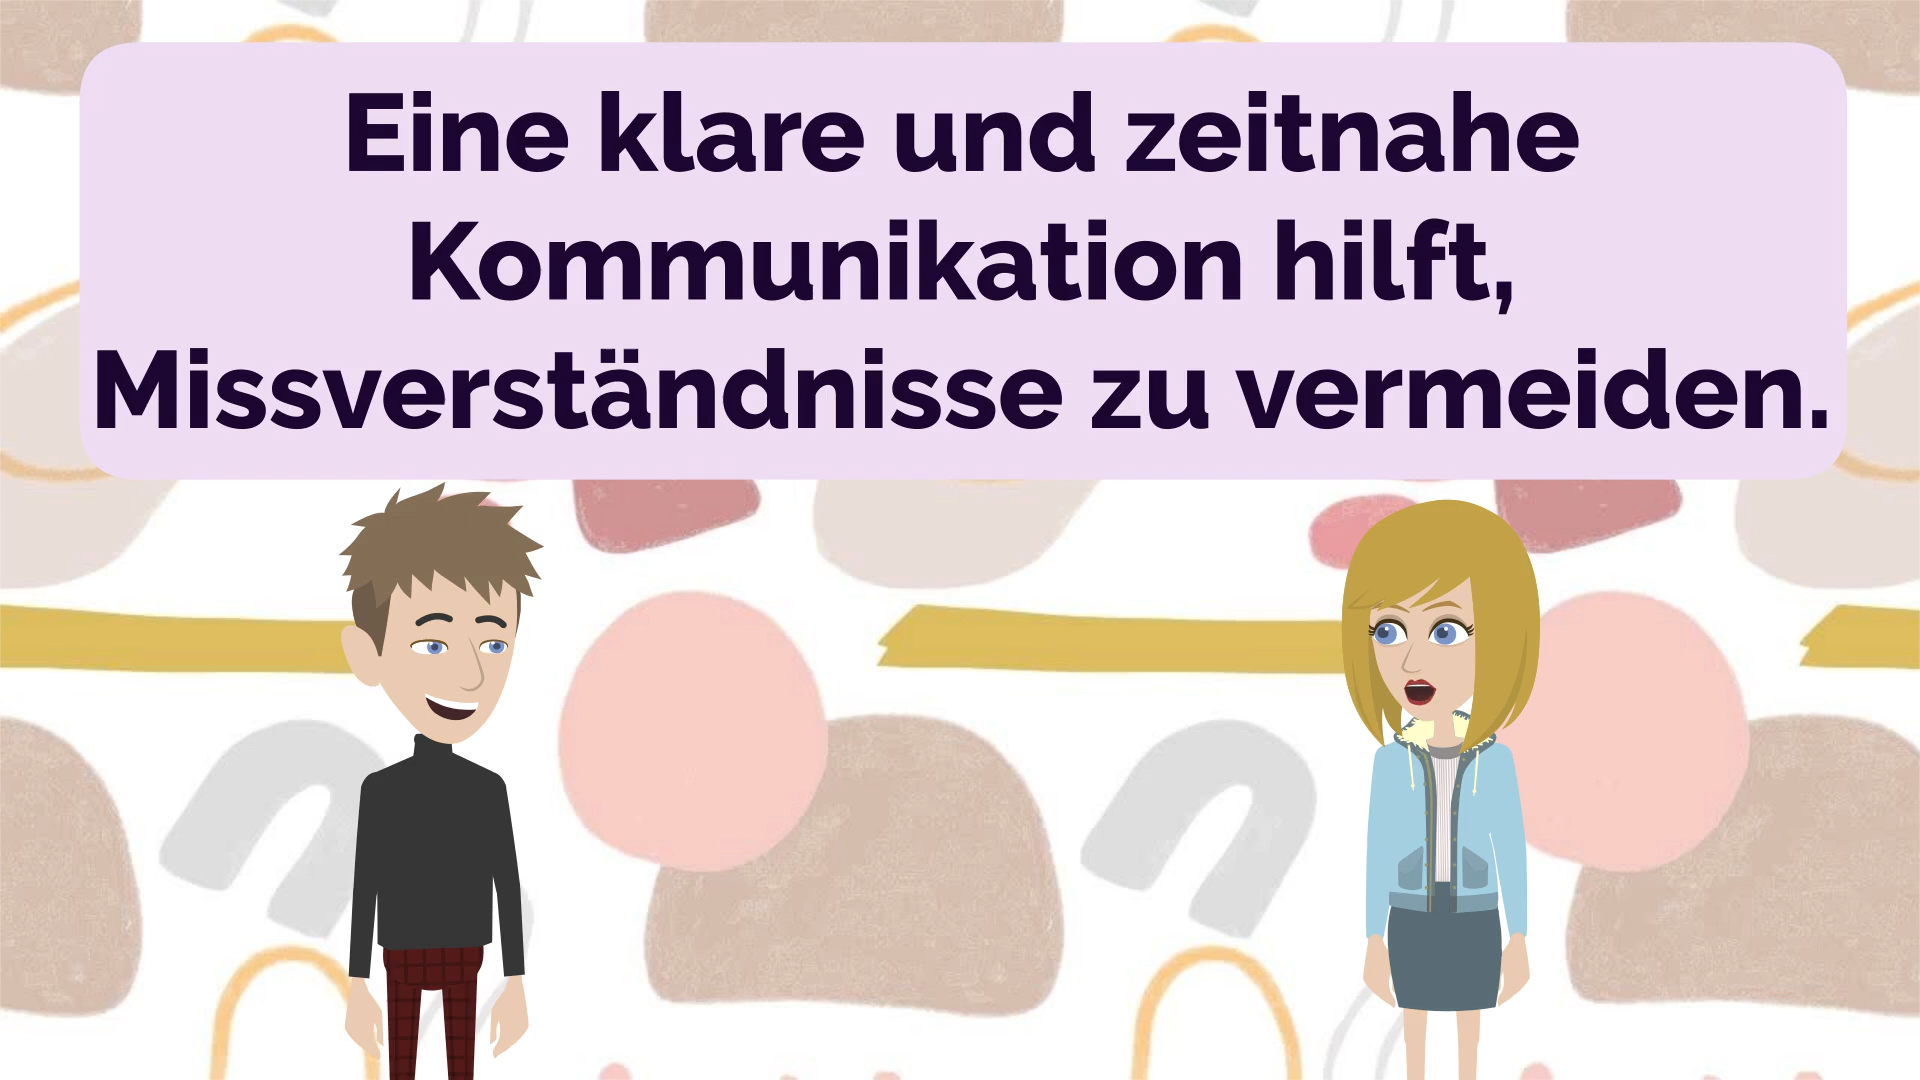 Eine klare und zeitnahe
Kommunikation hilft,
Missverständnisse zu vermeiden.